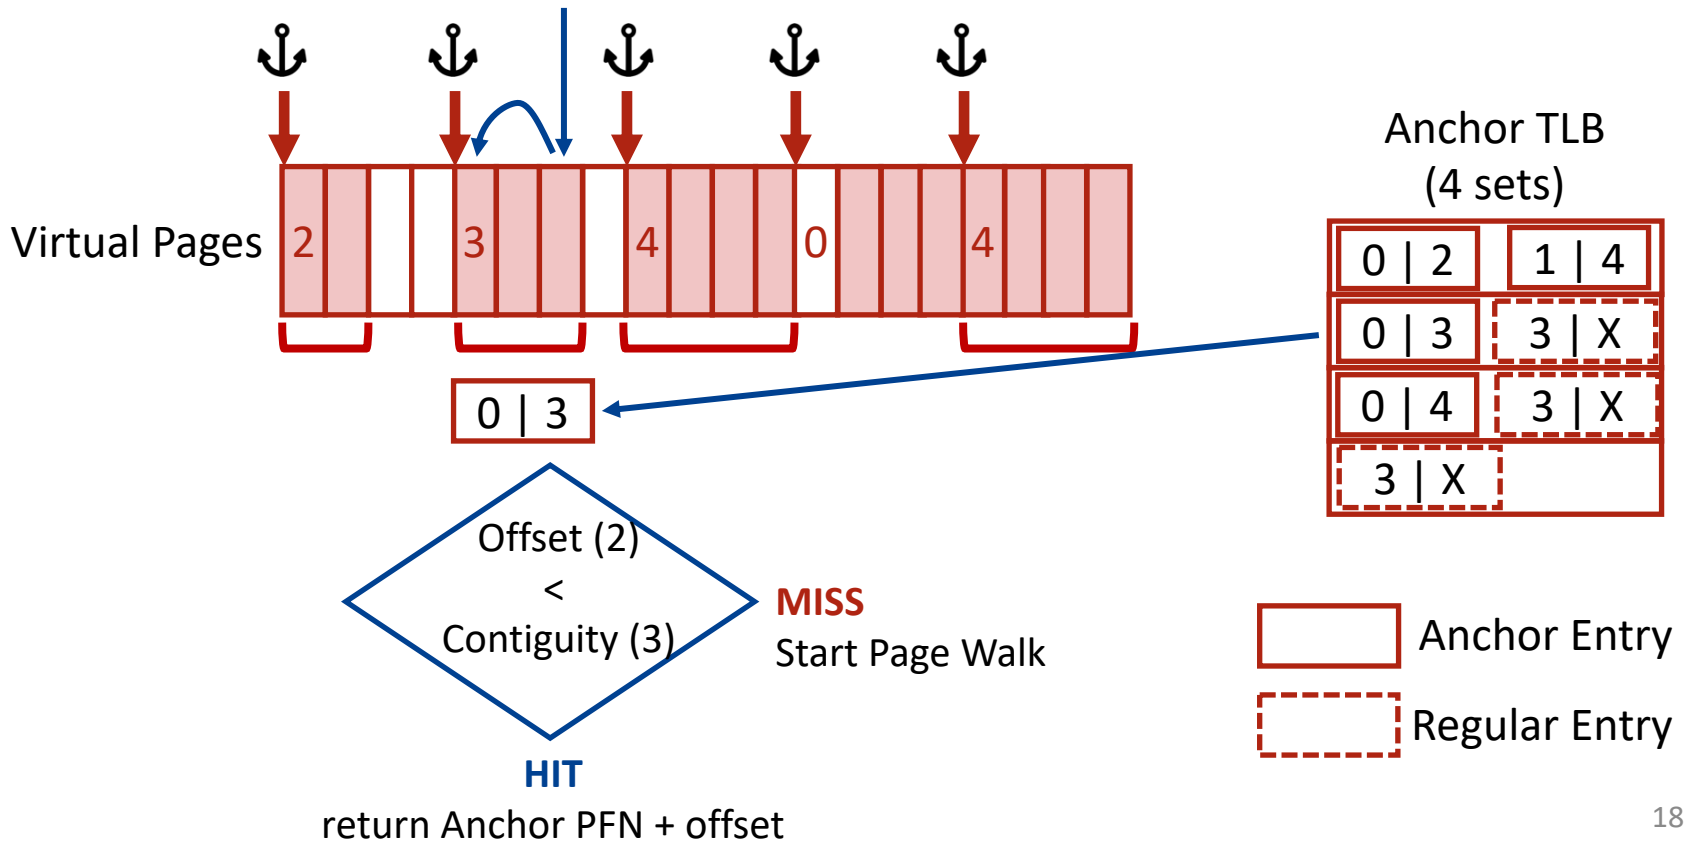 Anchor TLB
(4 sets)
Virtual Pages
2
3
4
0
4
0 | 2
1 | 4
0 | 3
3 | X
0 | 4
3 | X
3 | X
0 | 3
Offset (2)
<
Contiguity (3)
MISS
Start Page Walk
HIT
return Anchor PFN + offset
Anchor Entry
Regular Entry
18